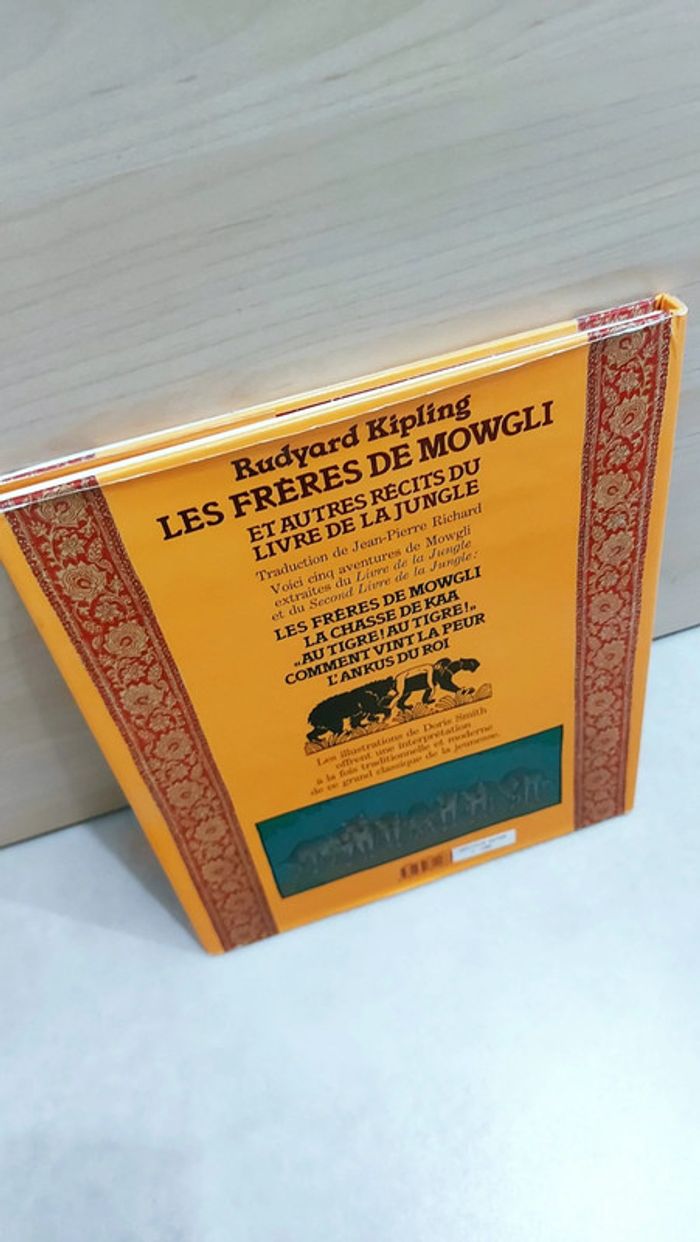 Rudyard Kipling
LES FRÈRES DE MOWGLI
ET AUTRES RÉCITS DU
LIVRE DE LA JUNGLE
Traduction de Jean-Pierre Richard
Voici cinq aventures de Mowgli
extraites du Livre de la Jungle
et du Second Livre de la Jungle :
LES FRÈRES DE MOWGLI
LA CHASSE DE KAA
„AU TIGRE! AU TIGRE!„
COMMENT VINT LA PEUR
L'ANKUS DU ROI
Les illustrations de Doris Smith
offrent une interprétation
à la fois traditionnelle et moderne
de ce grand classique de la jeunesse.